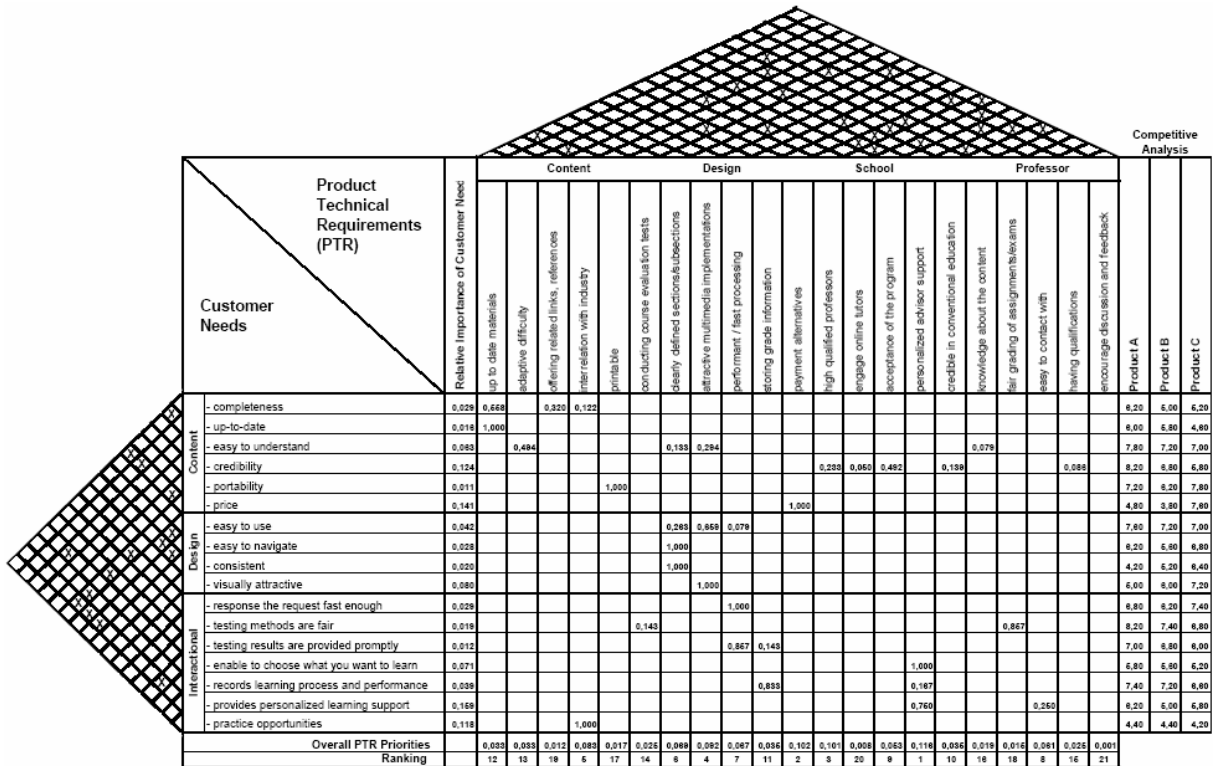 Competitive
Analysis
Content Design School Professor
Product
Technical
Requirements
(PTR)
Customer
Needs
Relative Importance of Customer Need
up to date materials
adaptive difficulty
offering related links, references
interrelation with industry
printable
conducting course evaluation tests
clearly defined sections/subsections
attractive multimedia implementations
performant / fast processing
storing grade information
payment alternatives
high qualified professors
engage online tutors
acceptance of the program
personalized advisor support
credible in conventional education
knowledge about the content
fair grading of assignments/exams
easy to contact with
having qualifications
encourage discussion and feedback
Product A
Product B
Product C
Content
- completeness 0,029 0,558 0,320 0,122 6,20 5,00 5,20
- up-to-date 0,016 1,000 6,00 5,80 4,60
- easy to understand 0,063 0,494 0,133 0,294 0,079 7,80 7,20 7,00
- credibility 0,124 0,233 0,050 0,492 0,139 0,086 8,20 6,80 5,80
- portability 0,011 1,000 7,20 6,20 7,80
- price 0,141 1,000 4,80 3,80 7,60
Design
- easy to use 0,042 0,263 0,659 0,079 7,60 7,20 7,00
- easy to navigate 0,028 1,000 6,20 5,60 6,80
- consistent 0,020 1,000 4,20 5,20 6,40
- visually attractive 0,080 1,000 5,00 6,00 7,20
Interactional
- response the request fast enough 0,029 1,000 6,80 6,20 7,40
- testing methods are fair 0,019 0,143 0,857 8,20 7,40 6,80
- testing results are provided promptly 0,012 0,857 0,143 7,00 6,80 6,00
- enable to choose what you want to learn 0,071 1,000 5,80 5,60 5,20
- records learning process and performance 0,039 0,833 0,167 7,40 7,20 6,60
- provides personalized learning support 0,159 0,750 0,250 6,20 5,00 5,80
- practice opportunities 0,118 1,000 4,40 4,40 4,20
Overall PTR Priorities 0,033 0,033 0,012 0,083 0,017 0,025 0,069 0,092 0,067 0,035 0,102 0,101 0,008 0,053 0,116 0,035 0,019 0,015 0,061 0,025 0,001
Ranking 12 13 19 5 17 14 6 4 7 11 2 3 20 9 1 10 16 18 8 15 21